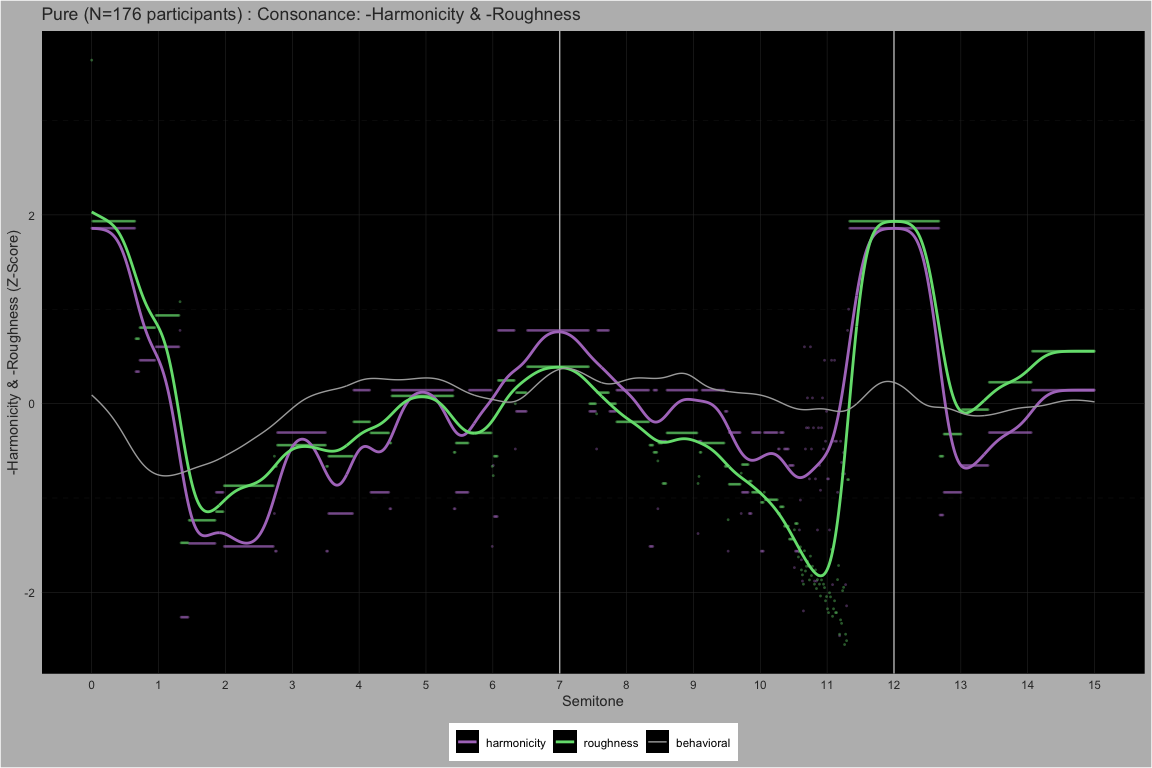 Pure (N=176 participants) : Consonance: -Harmonicity & -Roughness
-Harmonicity & -Roughness (Z-Score)
2
0
-2
0 1 2 3 4 5 6 7 8 9 10 11 12 13 14 15
Semitone
harmonicity roughness behavioral